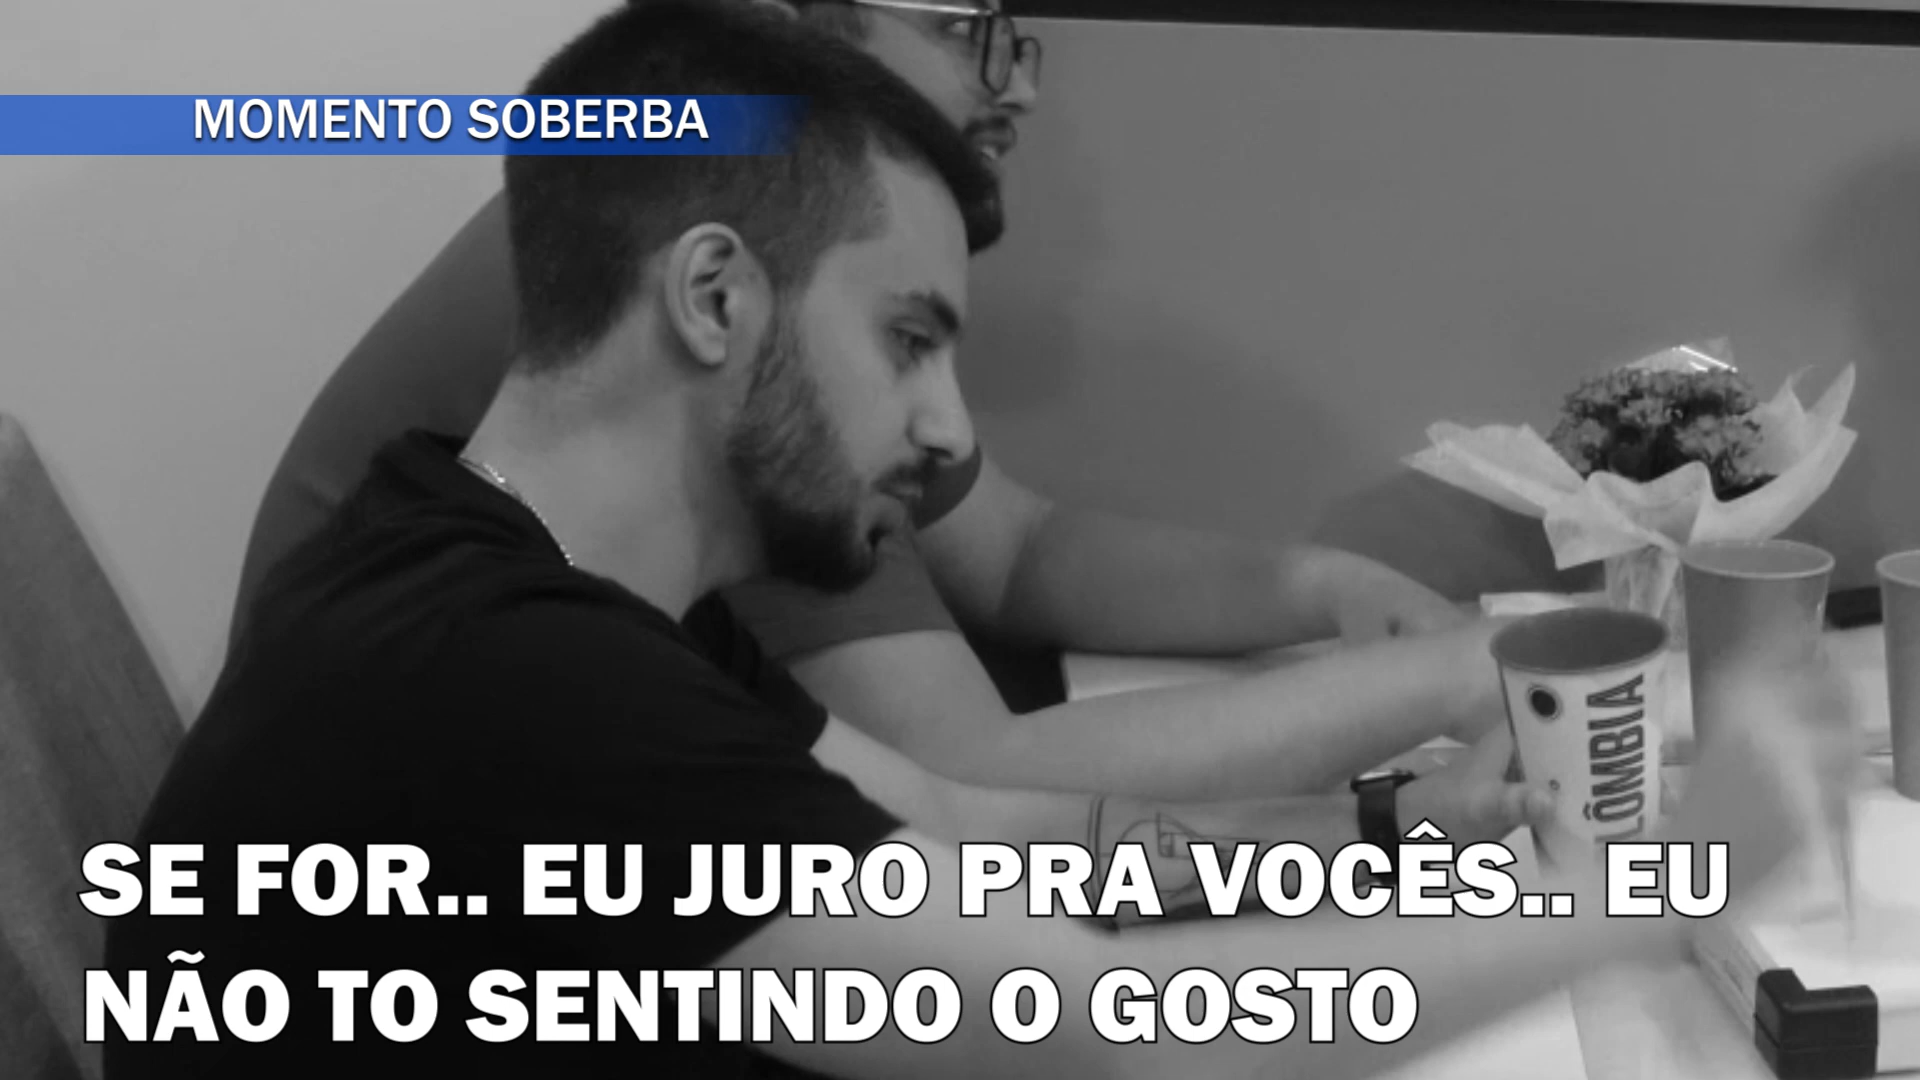 MOMENTO SOBERBA
LÔMBIA
SE FOR.. EU JURO PRA VOCÊS.. EU
NÃO TO SENTINDO O GOSTO